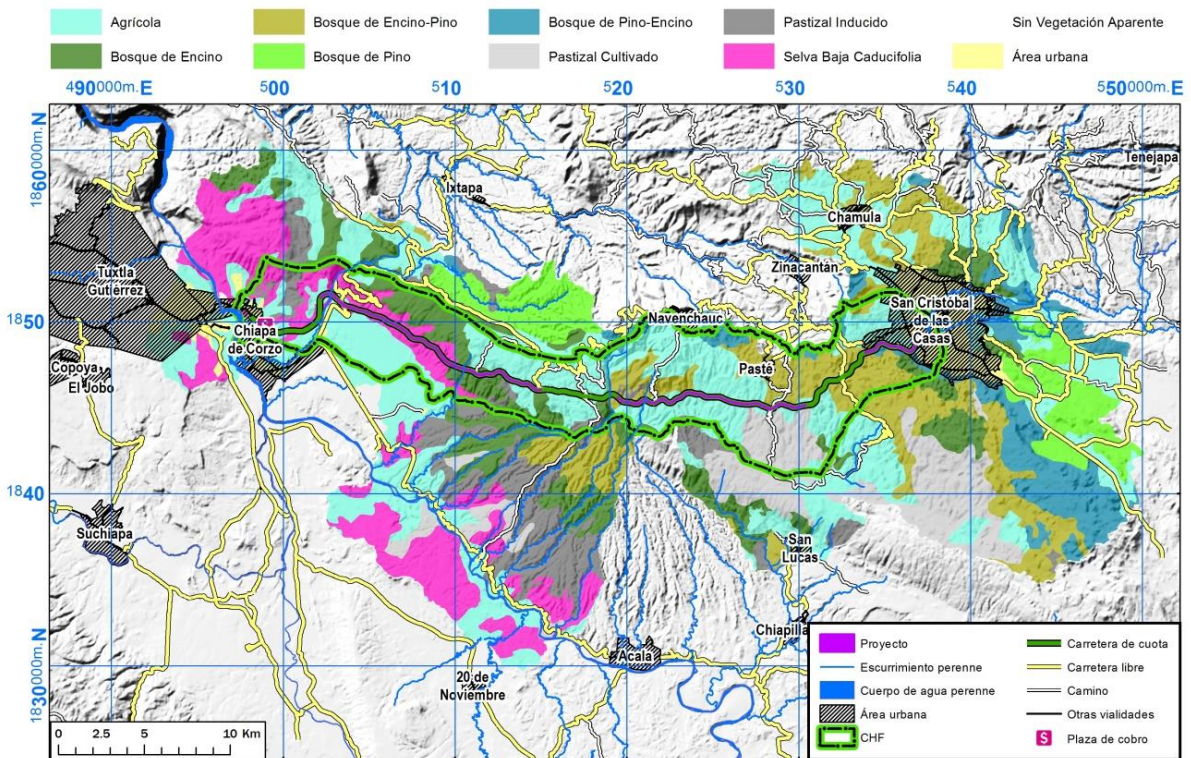 Agrícola
Bosque de Encino-Pino
Bosque de Pino-Encino
Pastizal Inducido
Sin Vegetación Aparente
Bosque de Encino
Bosque de Pino
Pastizal Cultivado
Selva Baja Caducifolia
Área urbana
490000m.E
500
510
520
530
540
550000m.E
1860000m.N
1850
1840
1830000m.N
Tenejapa
Ixtapa
Chamula
Zinacantán
Tuxtla
Gutiérrez
San Cristóbal
de las
Casas
Navenchauc
Chiapa
de Corzo
Copoya
El Jobo
Pasté
Suchiapa
San
Lucas
Chiapilla
Acala
20 de
Noviembre
Proyecto
Escurrimiento perenne
Cuerpo de agua perenne
Área urbana
CHF
Carretera de cuota
Carretera libre
Camino
Otras vialidades
$ Plaza de cobro
$
0 2.5 5 10 Km